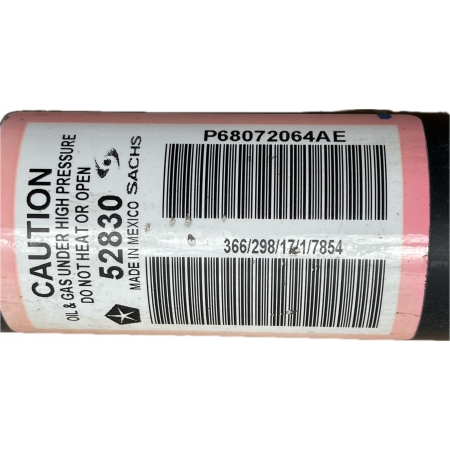 CAUTION
OIL & GAS UNDER HIGH PRESSURE
DO NOT HEAT OR OPEN
52830
MADE IN MEXICO
SACHS
P68072064AE
366/298/17/1/7854